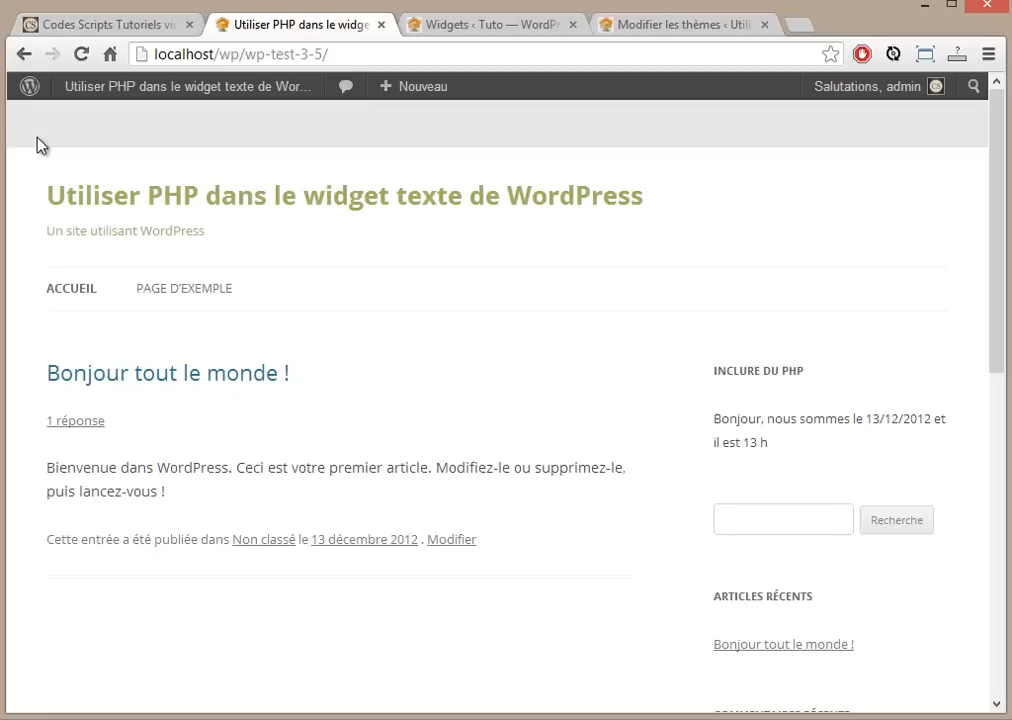 Codes Scripts Tutoriels vi
Utiliser PHP dans le widge
Widgets ‹ Tuto — WordPr
Modifier les thèmes ‹ Utili
localhost/wp/wp-test-3-5/
Utiliser PHP dans le widget texte de Wor...
Nouveau
Salutations, admin
Utiliser PHP dans le widget texte de WordPress
Un site utilisant WordPress
ACCUEIL
PAGE D'EXEMPLE
Bonjour tout le monde !
1 réponse
Bienvenue dans WordPress. Ceci est votre premier article. Modifiez-le ou supprimez-le,
puis lancez-vous !
Cette entrée a été publiée dans Non classé le 13 décembre 2012 . Modifier
INCLURE DU PHP
Bonjour, nous sommes le 13/12/2012 et
il est 13 h
Recherche
ARTICLES RÉCENTS
Bonjour tout le monde !
COMMENTAIRES RÉCENTS